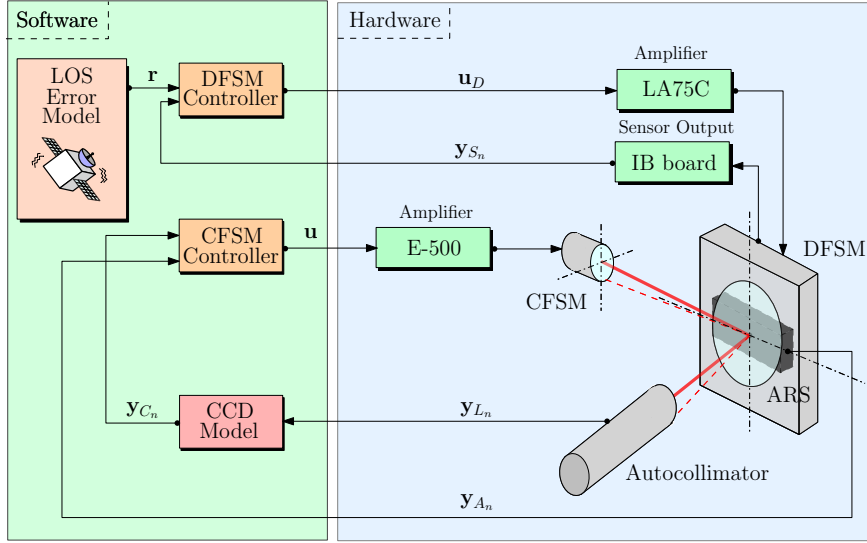 Software
Hardware
LOS
Error
Model
r
DFSM
Controller
u_D
Amplifier
LA75C
Sensor Output
IB board
y_{S_n}
CFSM
Controller
u
Amplifier
E-500
CFSM
DFSM
ARS
y_{C_n}
CCD
Model
y_{L_n}
Autocollimator
y_{A_n}